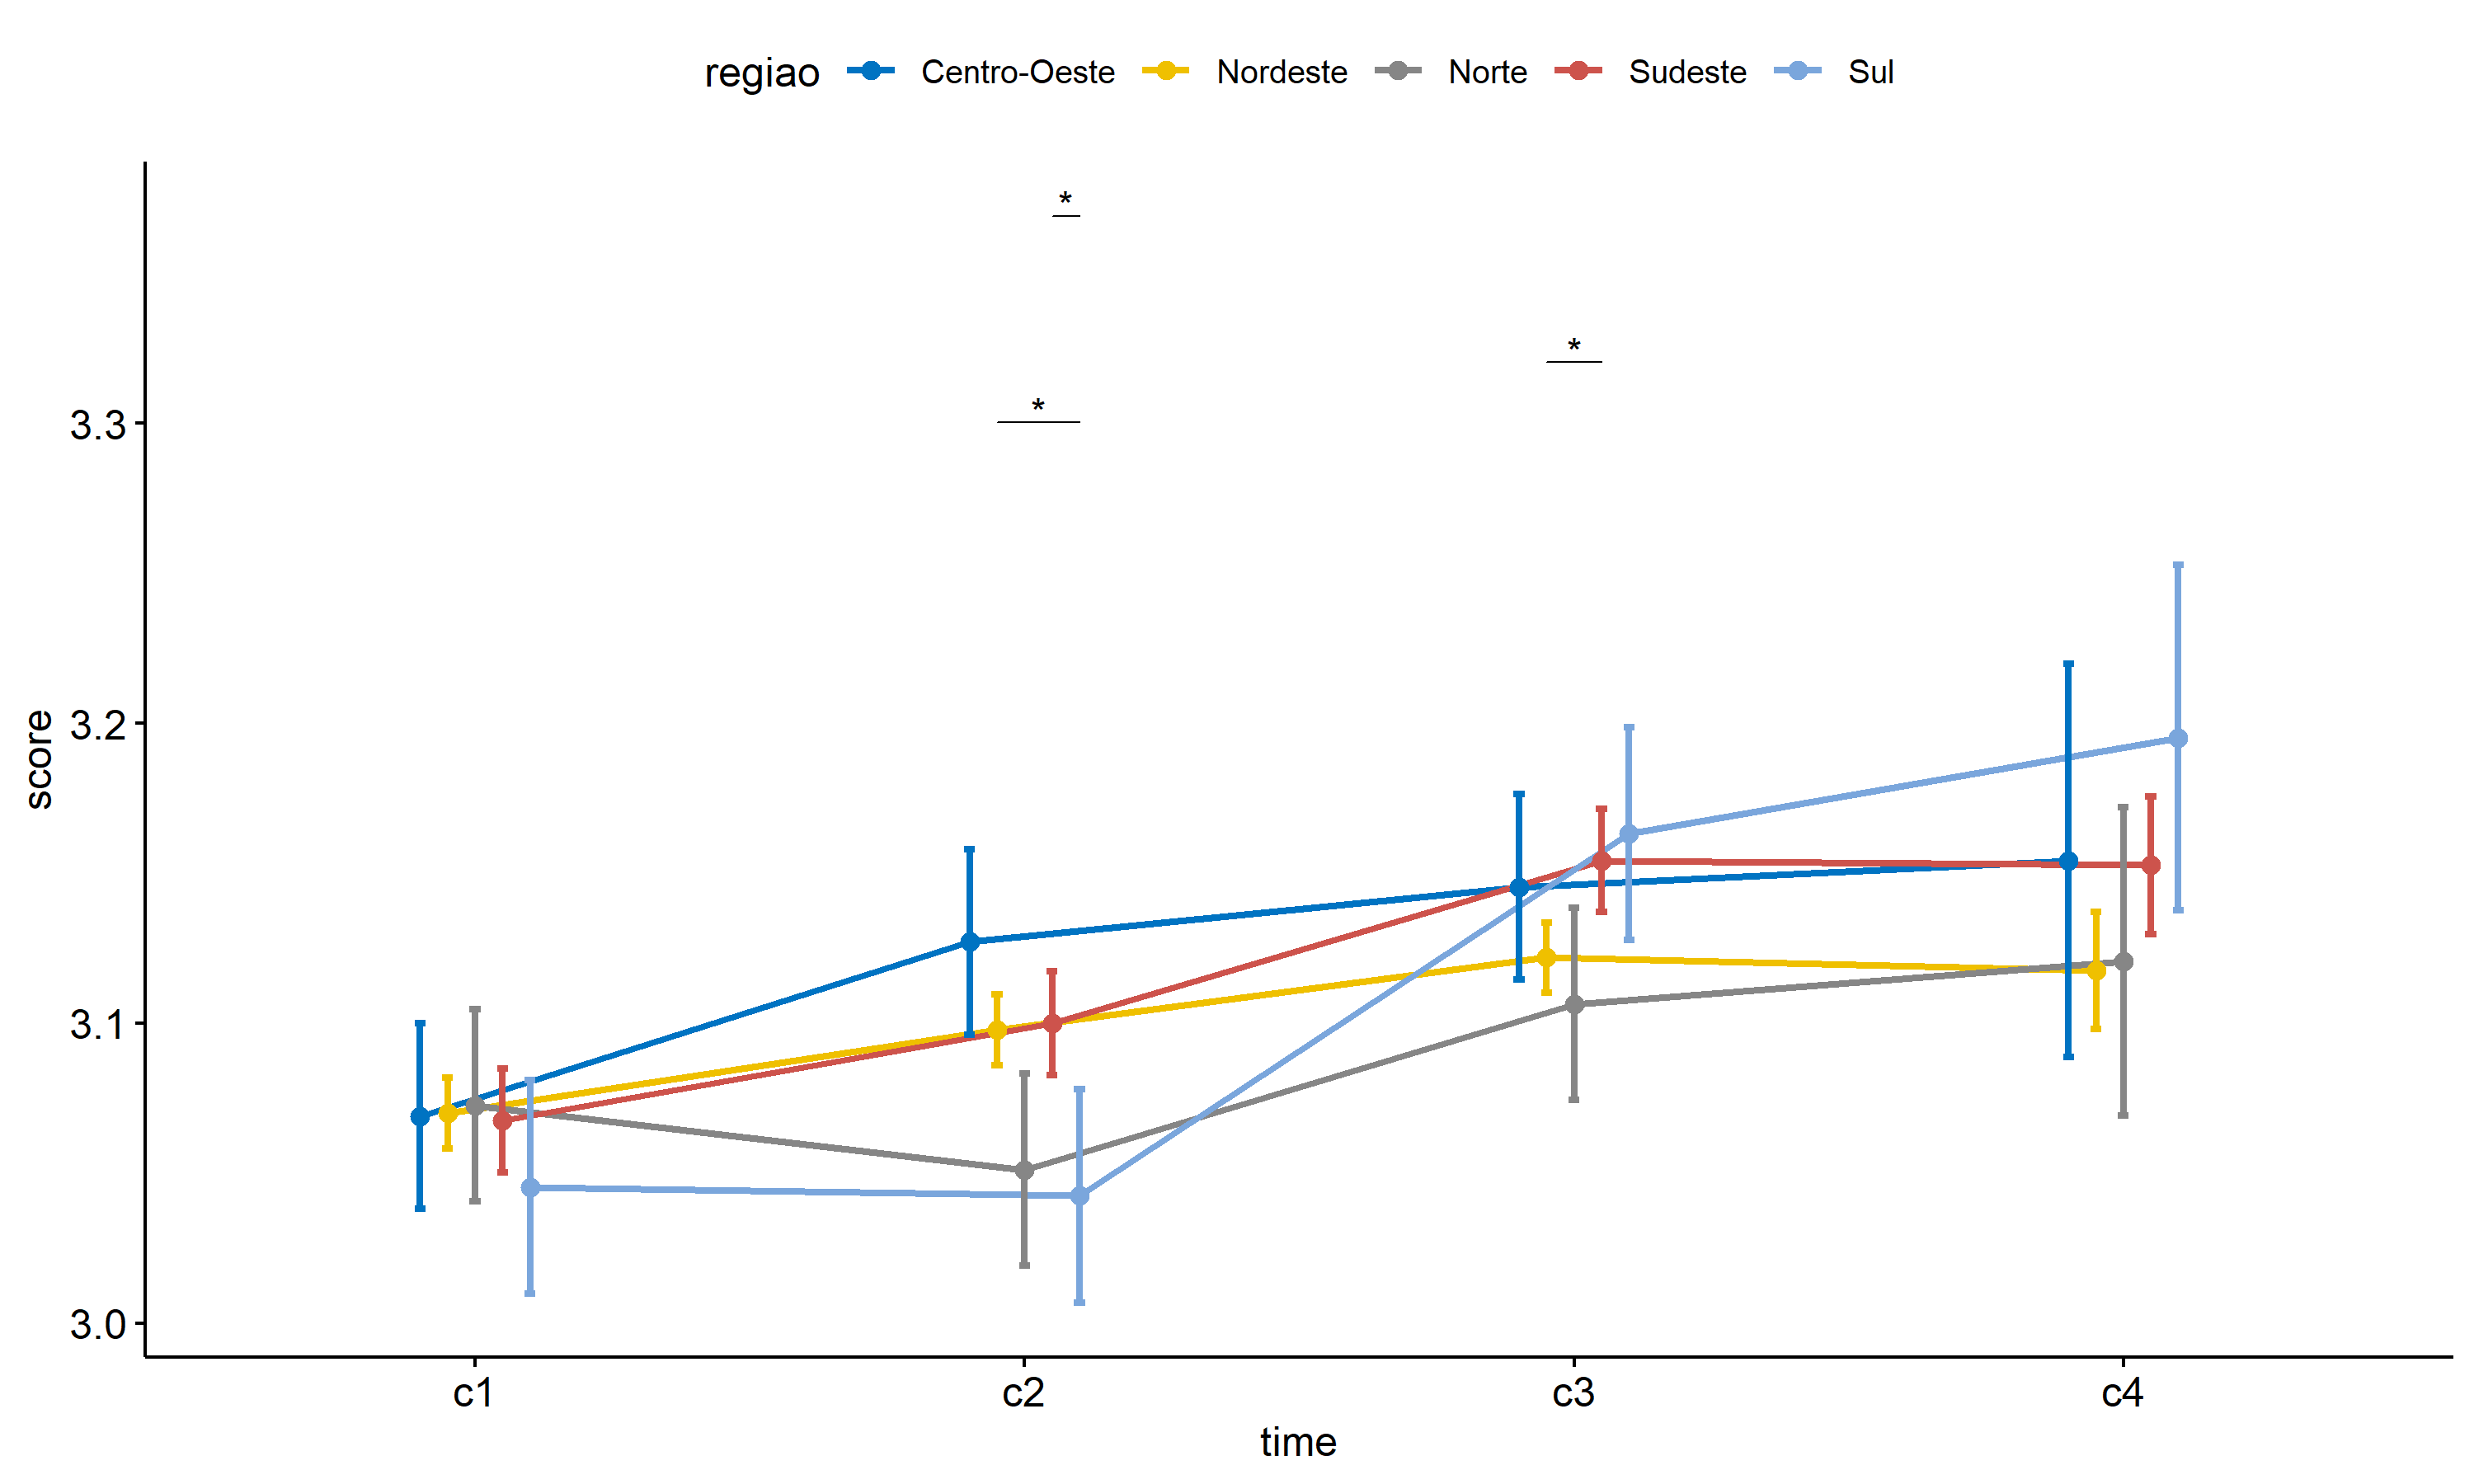 regiao Centro-Oeste Nordeste Norte Sudeste Sul
*
*
*
3.3
3.2
3.1
3.0
score
c1 c2 c3 c4
time